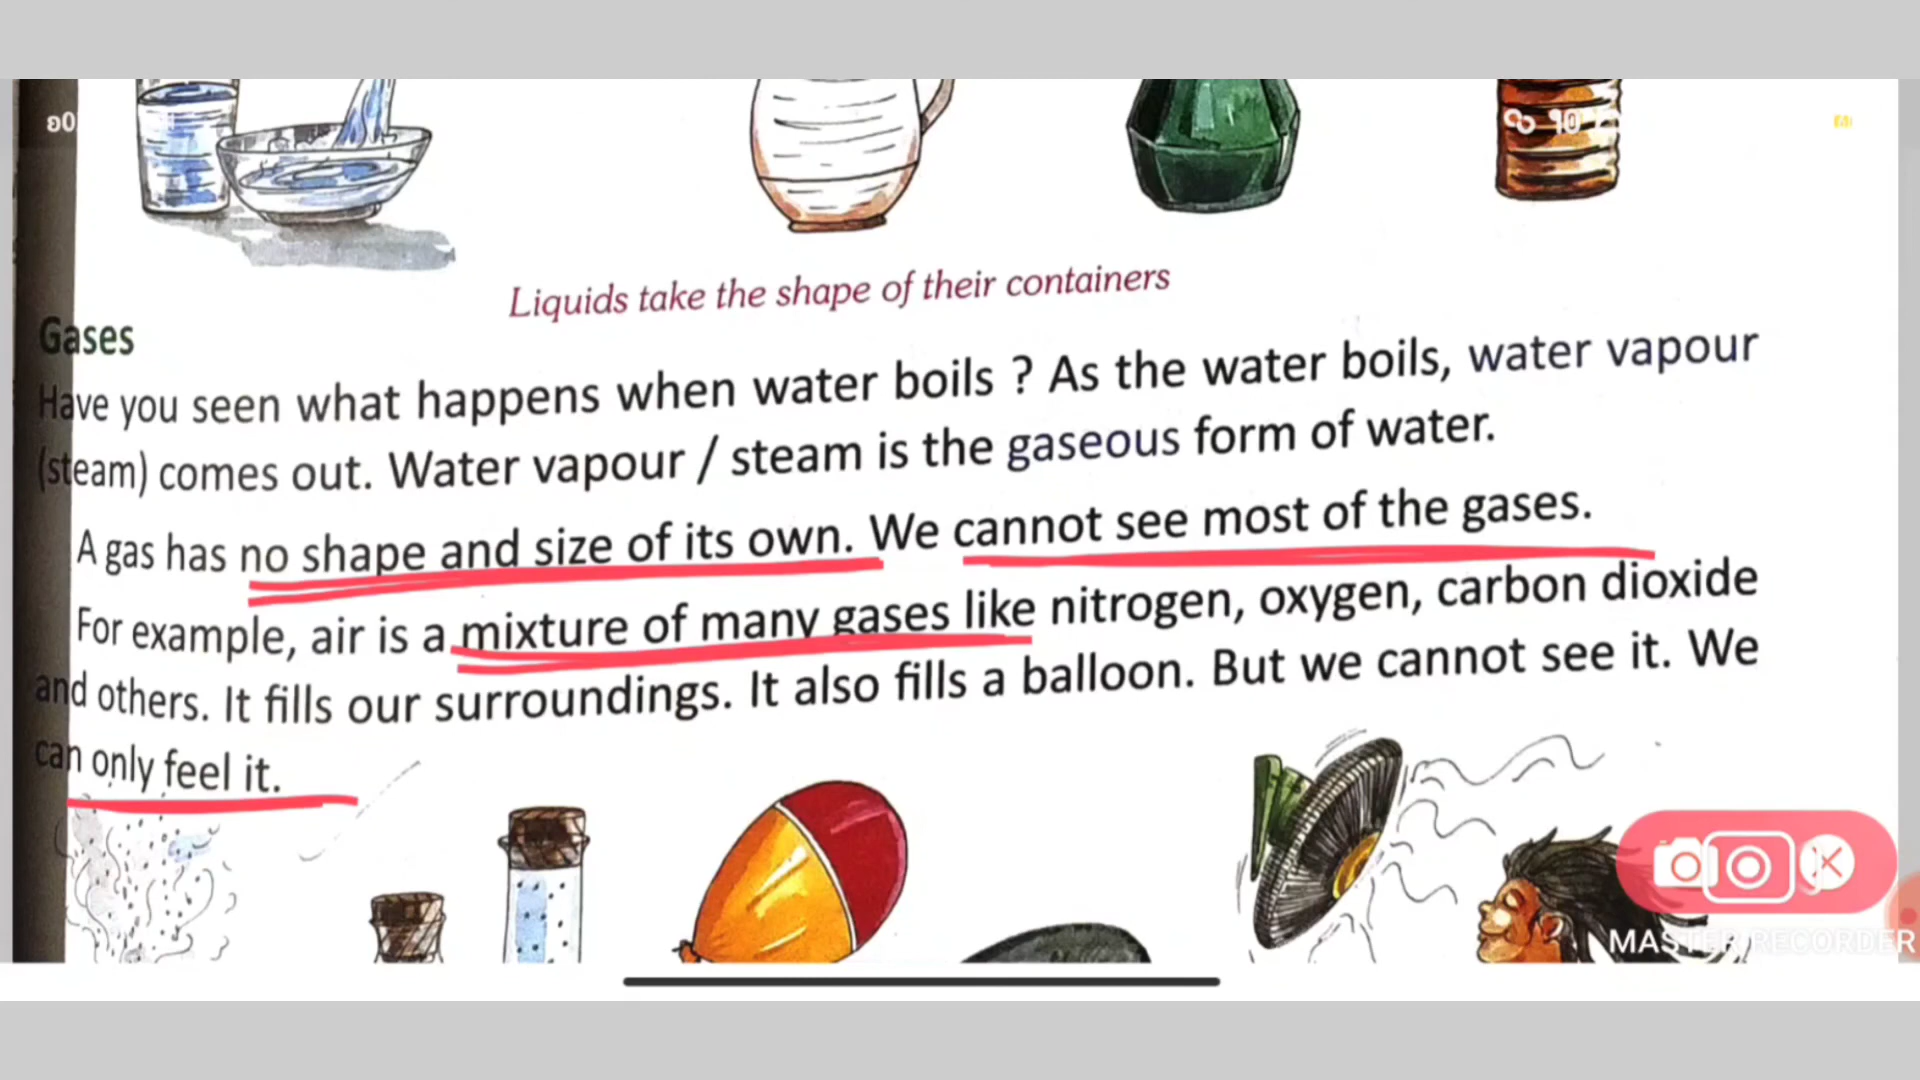 Liquids take the shape of their containers
Gases
Have you seen what happens when water boils ? As the water boils, water vapour
(steam) comes out. Water vapour / steam is the gaseous form of water.
A gas has no shape and size of its own. We cannot see most of the gases.
For example, air is a mixture of many gases like nitrogen, oxygen, carbon dioxide
and others. It fills our surroundings. It also fills a balloon. But we cannot see it. We
can only feel it.
MASTER RECORDER